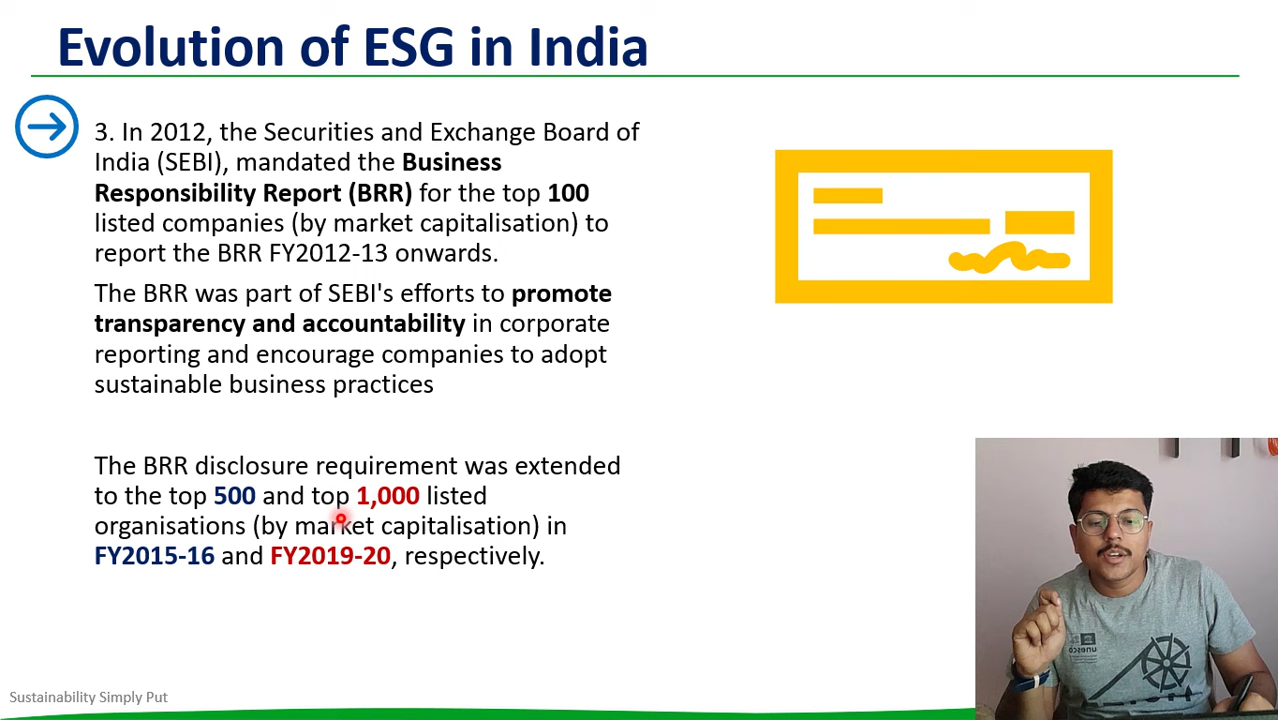 Evolution of ESG in India
3. In 2012, the Securities and Exchange Board of
India (SEBI), mandated the Business
Responsibility Report (BRR) for the top 100
listed companies (by market capitalisation) to
report the BRR FY2012-13 onwards.
The BRR was part of SEBI's efforts to promote
transparency and accountability in corporate
reporting and encourage companies to adopt
sustainable business practices
The BRR disclosure requirement was extended
to the top 500 and top 1,000 listed
organisations (by market capitalisation) in
FY2015-16 and FY2019-20, respectively.
unesco
Sustainability Simply Put